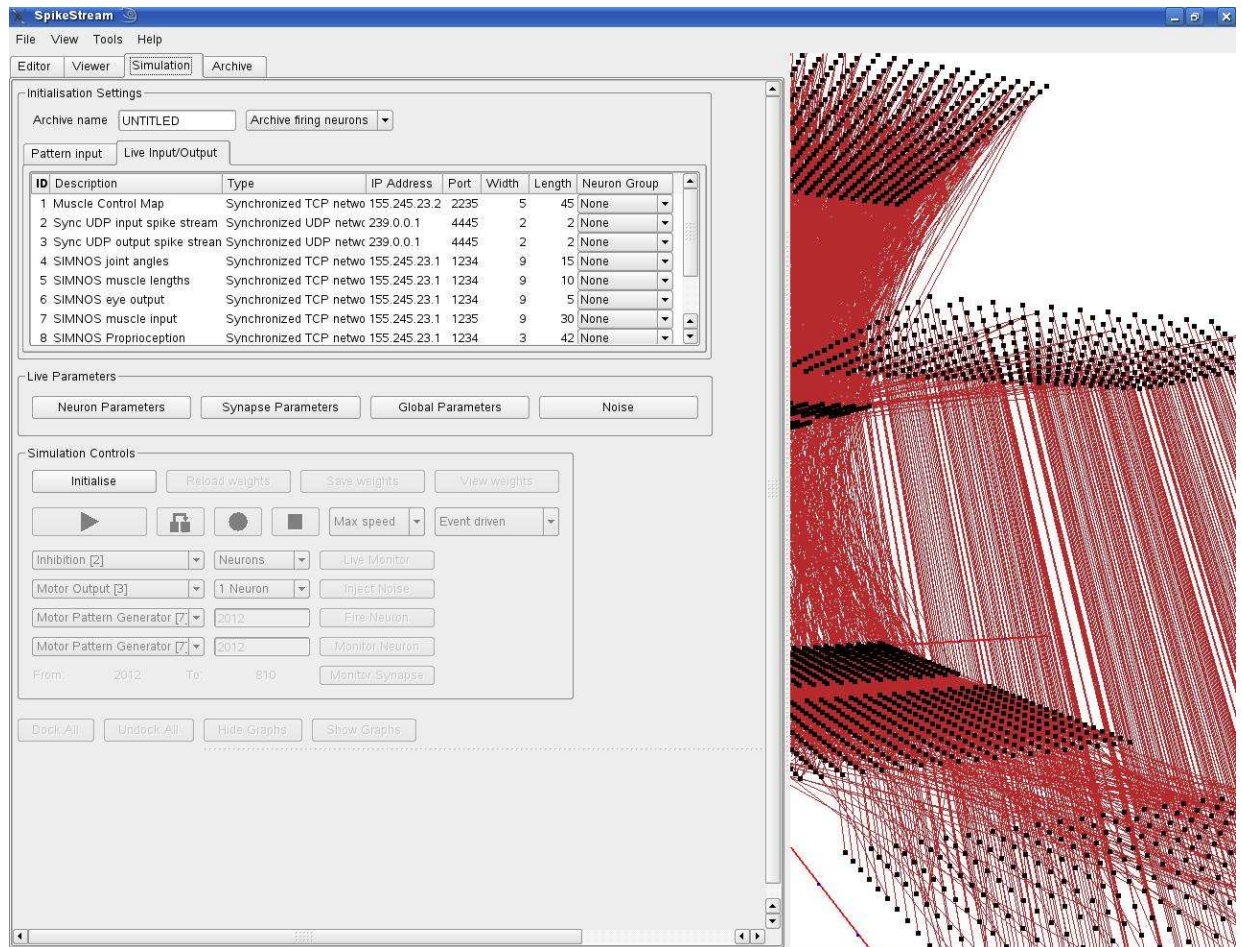 SpikeStream
File View Tools Help
Editor Viewer Simulation Archive
Initialisation Settings
Archive name UNTITLED Archive firing neurons
Pattern input Live Input/Output
ID Description Type IP Address Port Width Length Neuron Group
1 Muscle Control Map Synchronized TCP netwo 155.245.23.2 2235 5 45 None
2 Sync UDP input spike stream Synchronized UDP netwo 239.0.0.1 4445 2 2 None
3 Sync UDP output spike strean Synchronized UDP netwo 239.0.0.1 4445 2 2 None
4 SIMNOS joint angles Synchronized TCP netwo 155.245.23.1 1234 9 15 None
5 SIMNOS muscle lengths Synchronized TCP netwo 155.245.23.1 1234 9 10 None
6 SIMNOS eye output Synchronized TCP netwo 155.245.23.1 1234 9 5 None
7 SIMNOS muscle input Synchronized TCP netwo 155.245.23.1 1235 9 30 None
8 SIMNOS Proprioception Synchronized TCP netwo 155.245.23.1 1234 3 42 None
Live Parameters
Neuron Parameters Synapse Parameters Global Parameters Noise
Simulation Controls
Initialise Reload weights Save weights View weights
Max speed Event driven
Inhibition [2] Neurons Live Monitor
Motor Output [3] 1 Neuron Inject Noise
Motor Pattern Generator [7] 2012 Fire Neuron
Motor Pattern Generator [7] 2012 Monitor Neuron
From: 2012 To: 810 Monitor Synapse
Dock All Undock All Hide Graphs Show Graphs